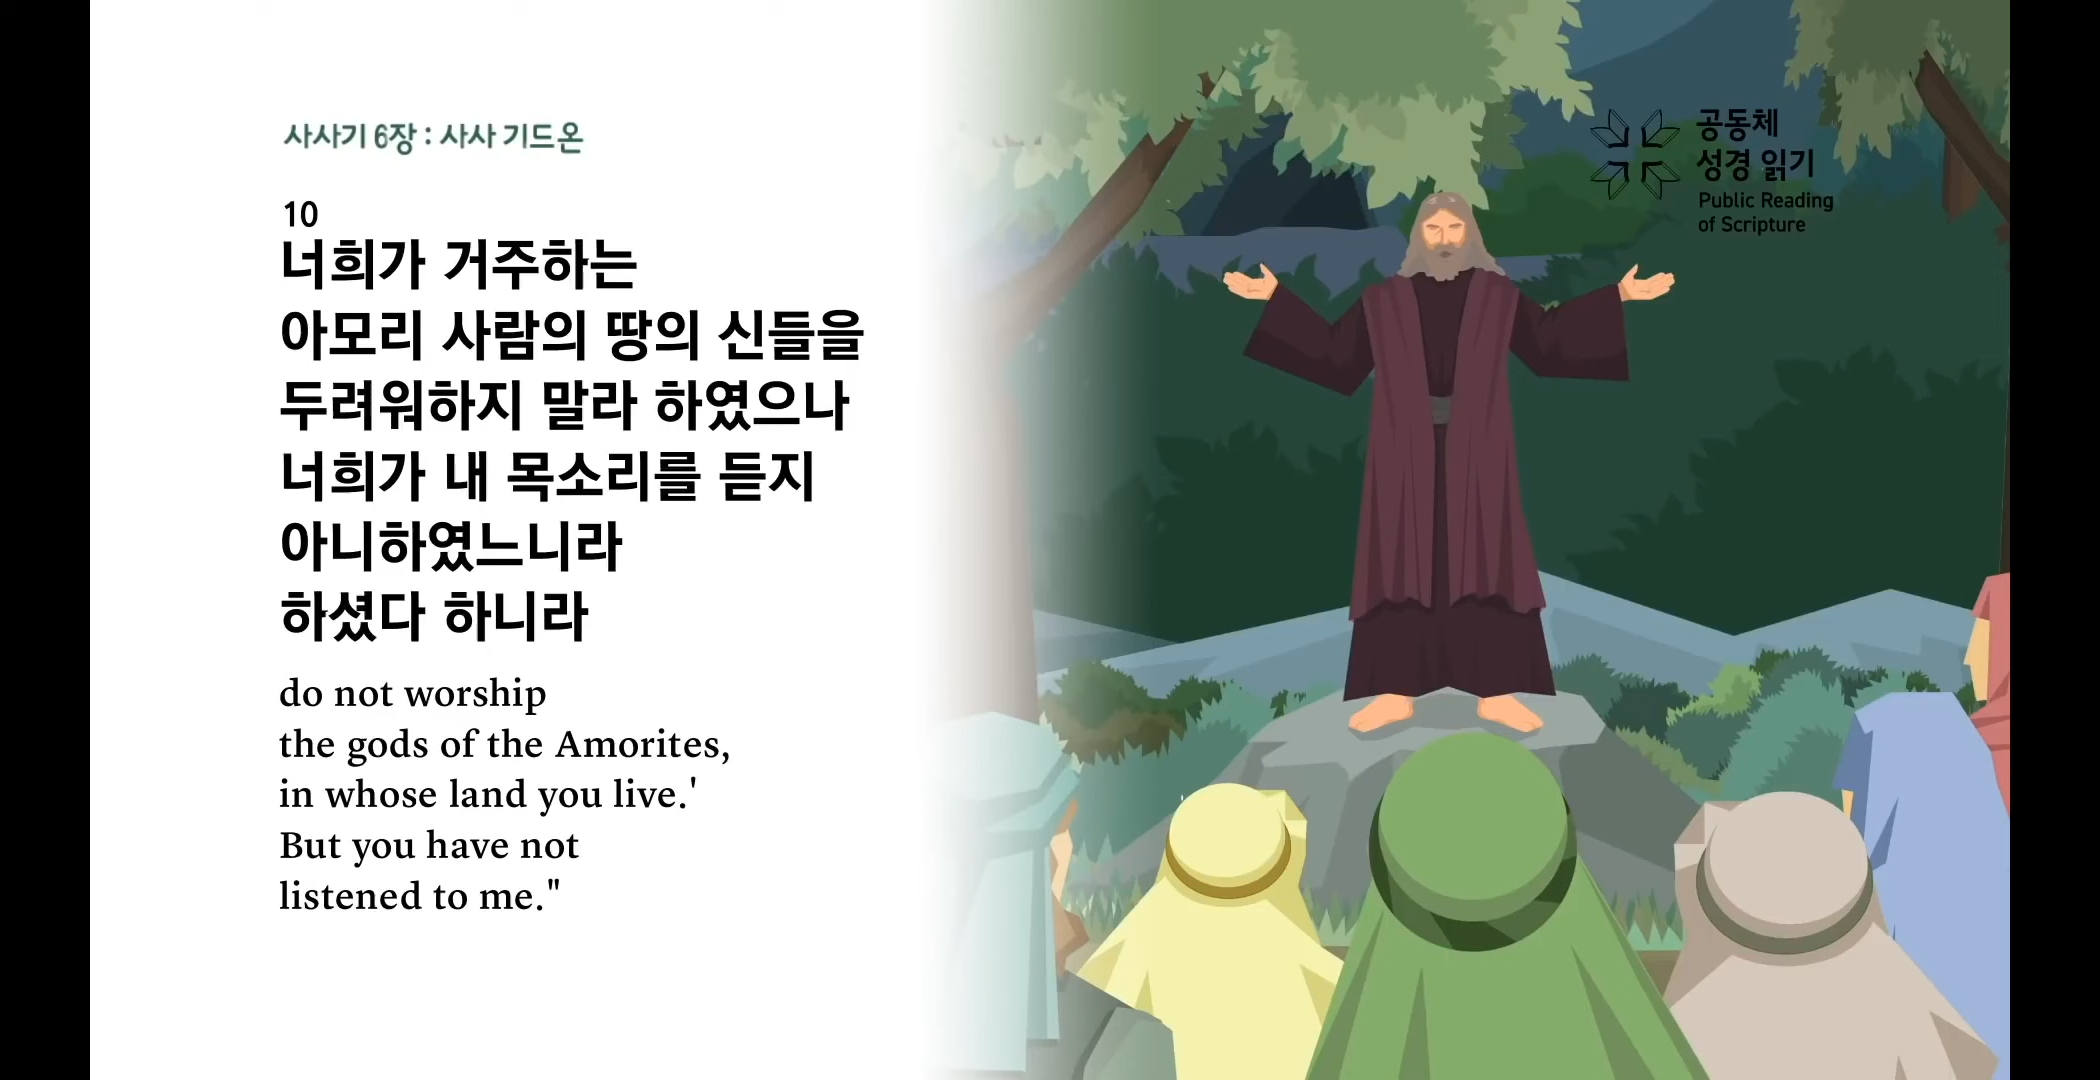 사사기 6장 : 사사 기드온
10
너희가 거주하는
아모리 사람의 땅의 신들을
두려워하지 말라 하였으나
너희가 내 목소리를 듣지
아니하였느니라
하셨다 하니라
do not worship
the gods of the Amorites,
in whose land you live.'
But you have not
listened to me."
공동체
성경 읽기
Public Reading
of Scripture